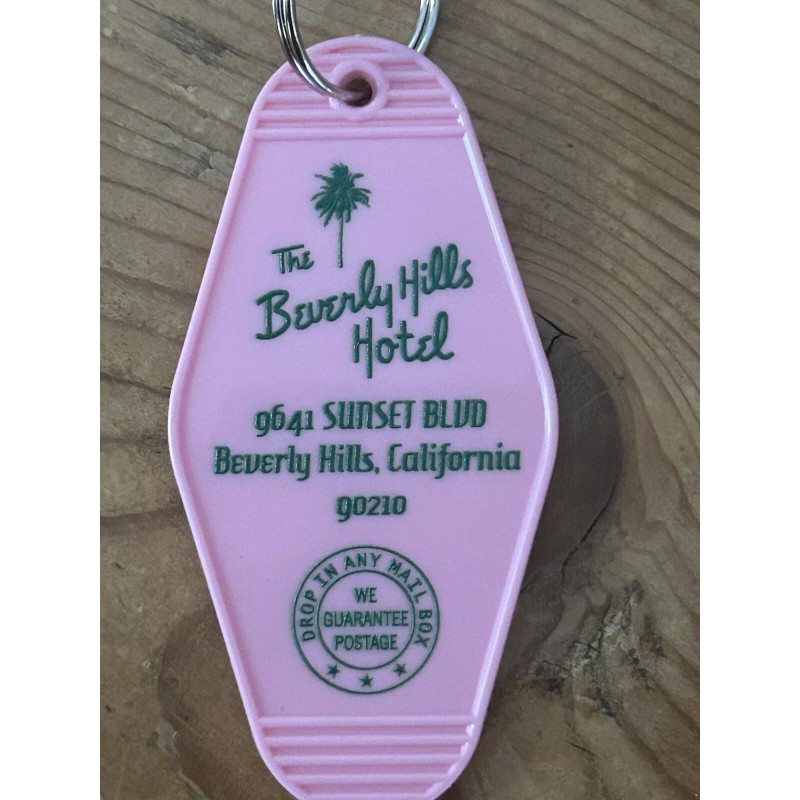 The
Beverly Hills
Hotel
9641 SUNSET BLVD
Beverly Hills, California
90210
DROP IN ANY MAIL BOX
WE
GUARANTEE
POSTAGE